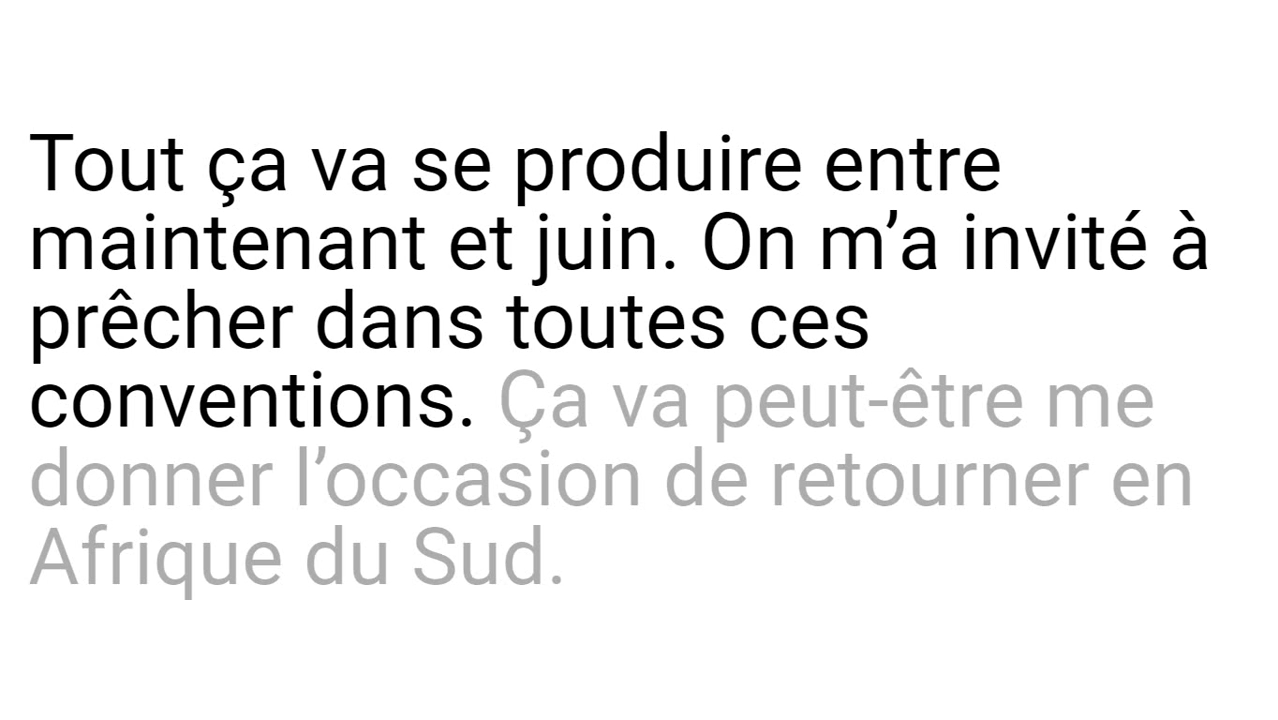 Tout ça va se produire entre
maintenant et juin. On m’a invité à
prêcher dans toutes ces
conventions. Ça va peut-être me
donner l’occasion de retourner en
Afrique du Sud.